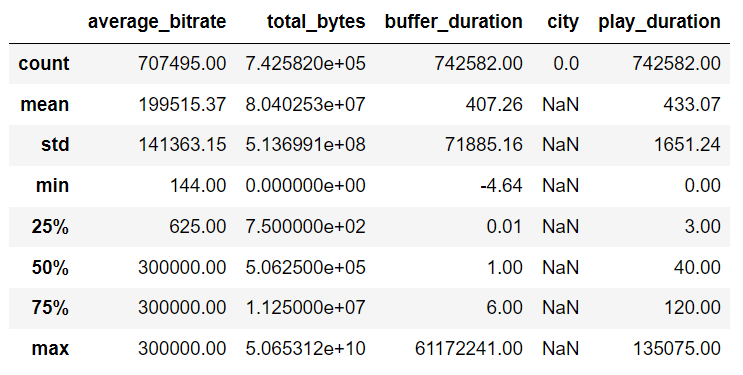 average_bitrate total_bytes buffer_duration city play_duration
count 707495.00 7.425820e+05 742582.00 0.0 742582.00
mean 199515.37 8.040253e+07 407.26 NaN 433.07
std 141363.15 5.136991e+08 71885.16 NaN 1651.24
min 144.00 0.000000e+00 -4.64 NaN 0.00
25% 625.00 7.500000e+02 0.01 NaN 3.00
50% 300000.00 5.062500e+05 1.00 NaN 40.00
75% 300000.00 1.125000e+07 6.00 NaN 120.00
max 300000.00 5.065312e+10 61172241.00 NaN 135075.00